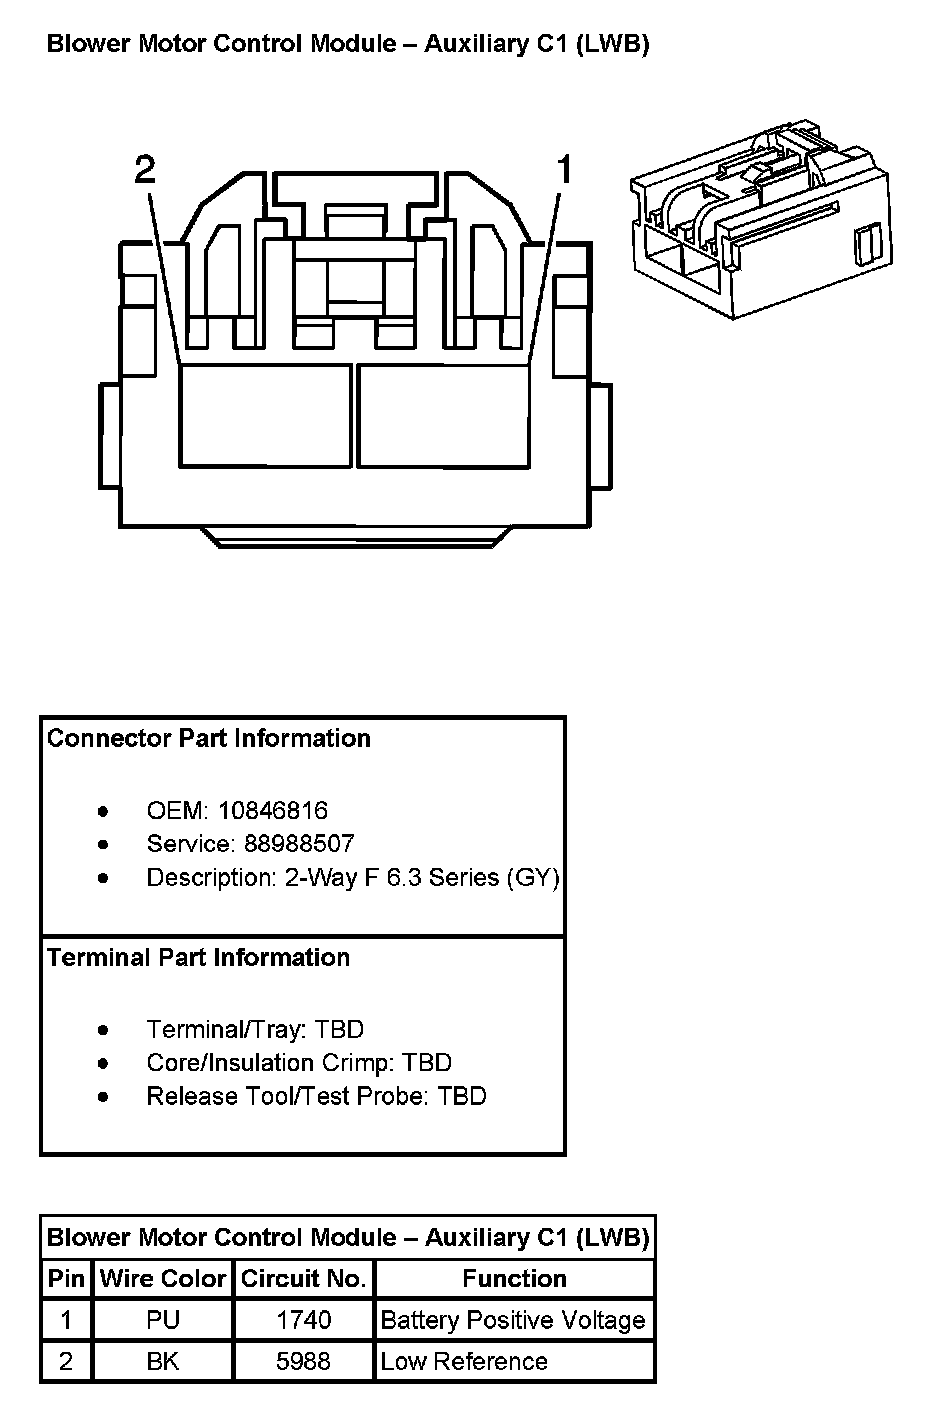 Blower Motor Control Module – Auxiliary C1 (LWB)
2
1
Connector Part Information
• OEM: 10846816
• Service: 88988507
• Description: 2-Way F 6.3 Series (GY)
Terminal Part Information
• Terminal/Tray: TBD
• Core/Insulation Crimp: TBD
• Release Tool/Test Probe: TBD
Blower Motor Control Module – Auxiliary C1 (LWB)
Pin Wire Color Circuit No. Function
1 PU 1740 Battery Positive Voltage
2 BK 5988 Low Reference